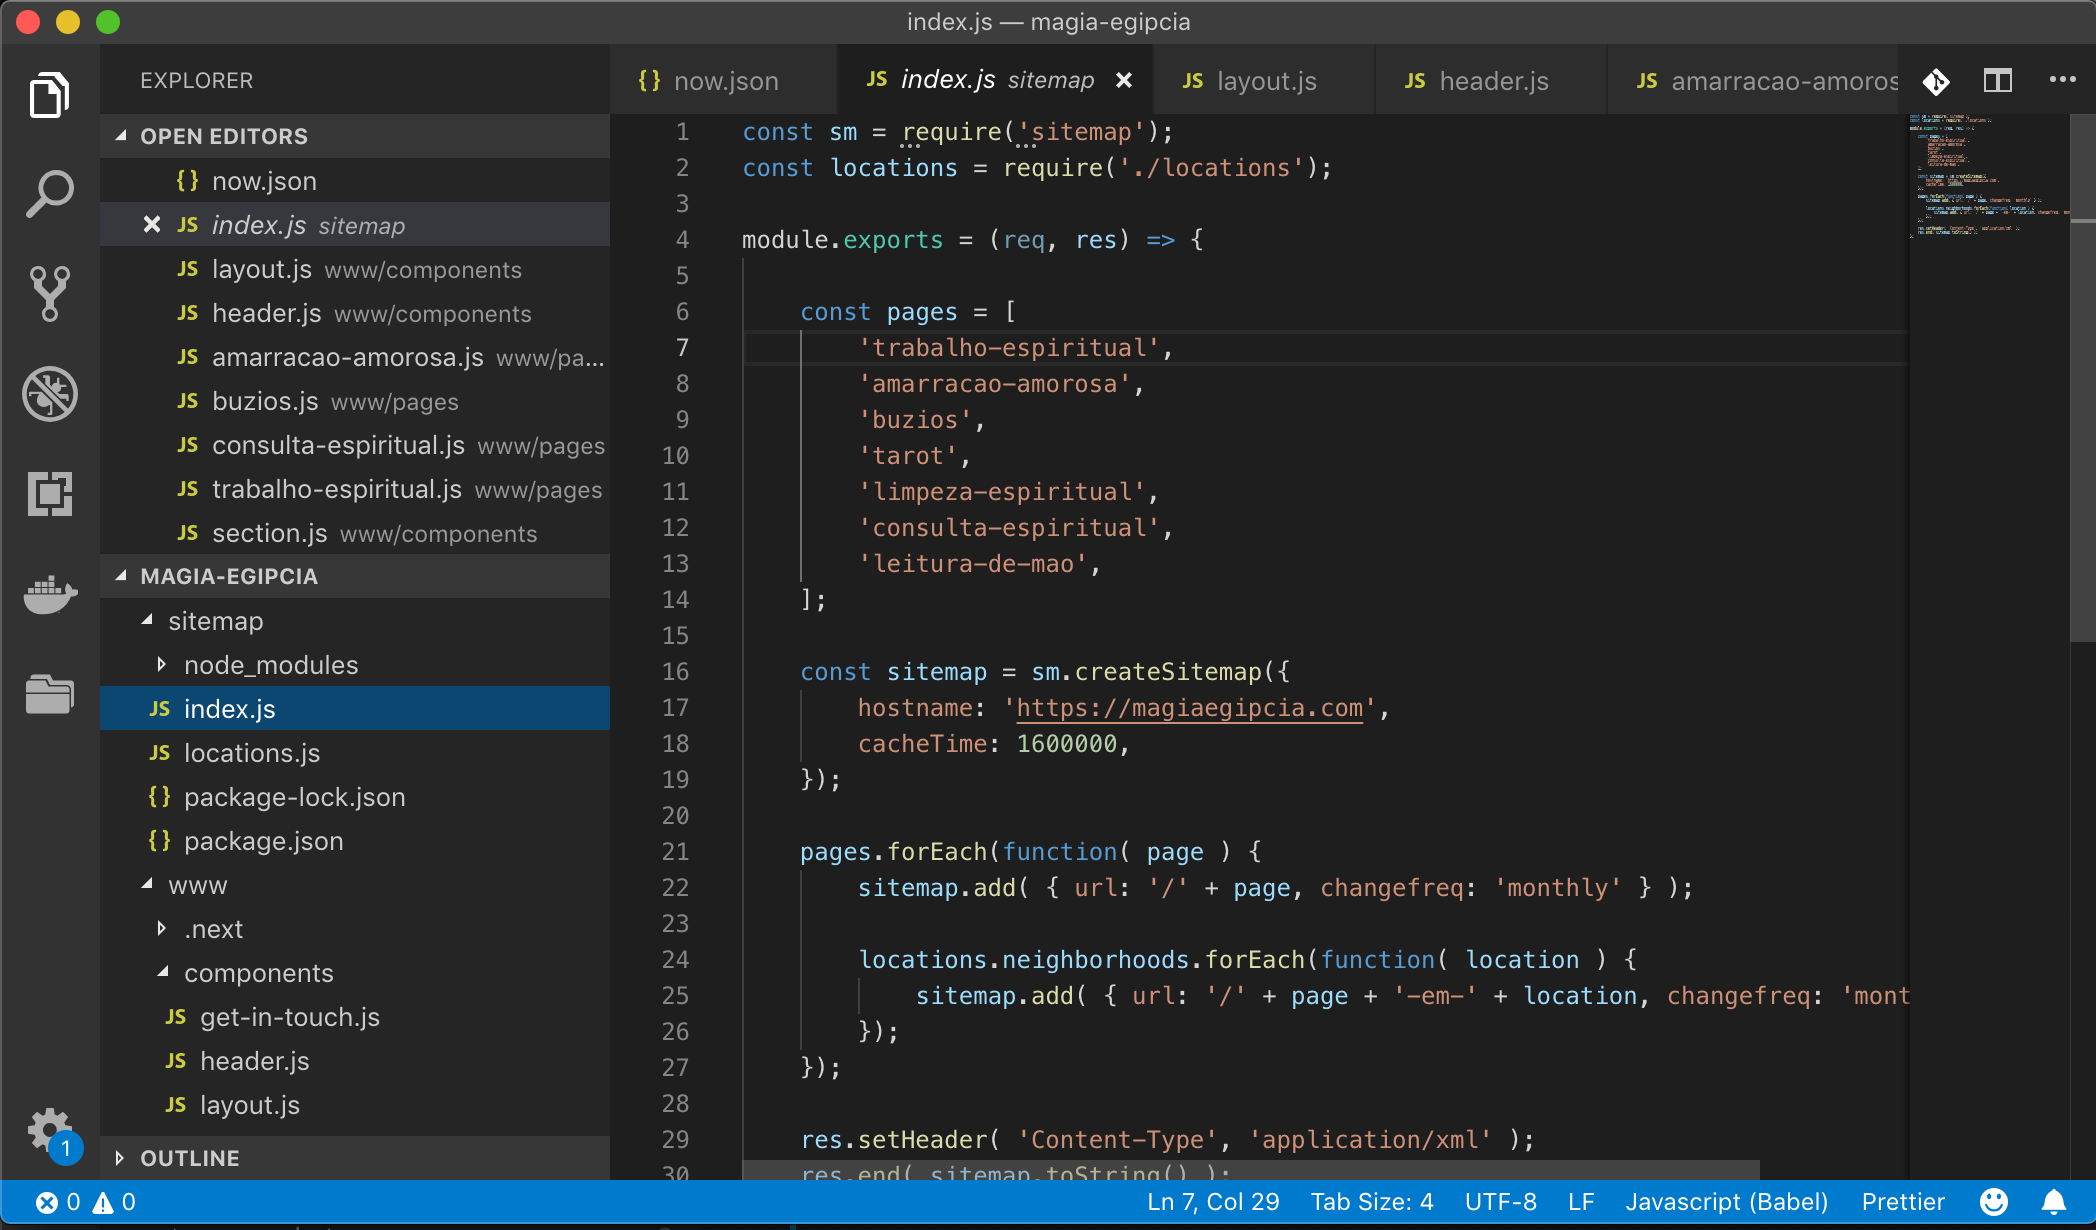 index.js — magia-egipcia
EXPLORER
OPEN EDITORS
{} now.json
JS index.js sitemap
JS layout.js www/components
JS header.js www/components
JS amarracao-amorosa.js www/pa...
JS buzios.js www/pages
JS consulta-espiritual.js www/pages
JS trabalho-espiritual.js www/pages
JS section.js www/components
MAGIA-EGIPCIA
sitemap
node_modules
JS index.js
JS locations.js
{} package-lock.json
{} package.json
www
.next
components
JS get-in-touch.js
JS header.js
JS layout.js
OUTLINE
1
{} now.json
JS index.js sitemap
JS layout.js
JS header.js
JS amarracao-amoros
1 const sm = require('sitemap');
2 const locations = require('./locations');
3
4 module.exports = (req, res) => {
5
6 const pages = [
7 'trabalho-espiritual',
8 'amarracao-amorosa',
9 'buzios',
10 'tarot',
11 'limpeza-espiritual',
12 'consulta-espiritual',
13 'leitura-de-mao',
14 ];
15
16 const sitemap = sm.createSitemap({
17 hostname: 'https://magiaegipcia.com',
18 cacheTime: 1600000,
19 });
20
21 pages.forEach(function( page ) {
22 sitemap.add( { url: '/' + page, changefreq: 'monthly' } );
23
24 locations.neighborhoods.forEach(function( location ) {
25 sitemap.add( { url: '/' + page + '-em-' + location, changefreq: 'mont
26 });
27 });
28
29 res.setHeader( 'Content-Type', 'application/xml' );
30 res.end( sitemap.toString() );
0 0
Ln 7, Col 29 Tab Size: 4 UTF-8 LF Javascript (Babel) Prettier